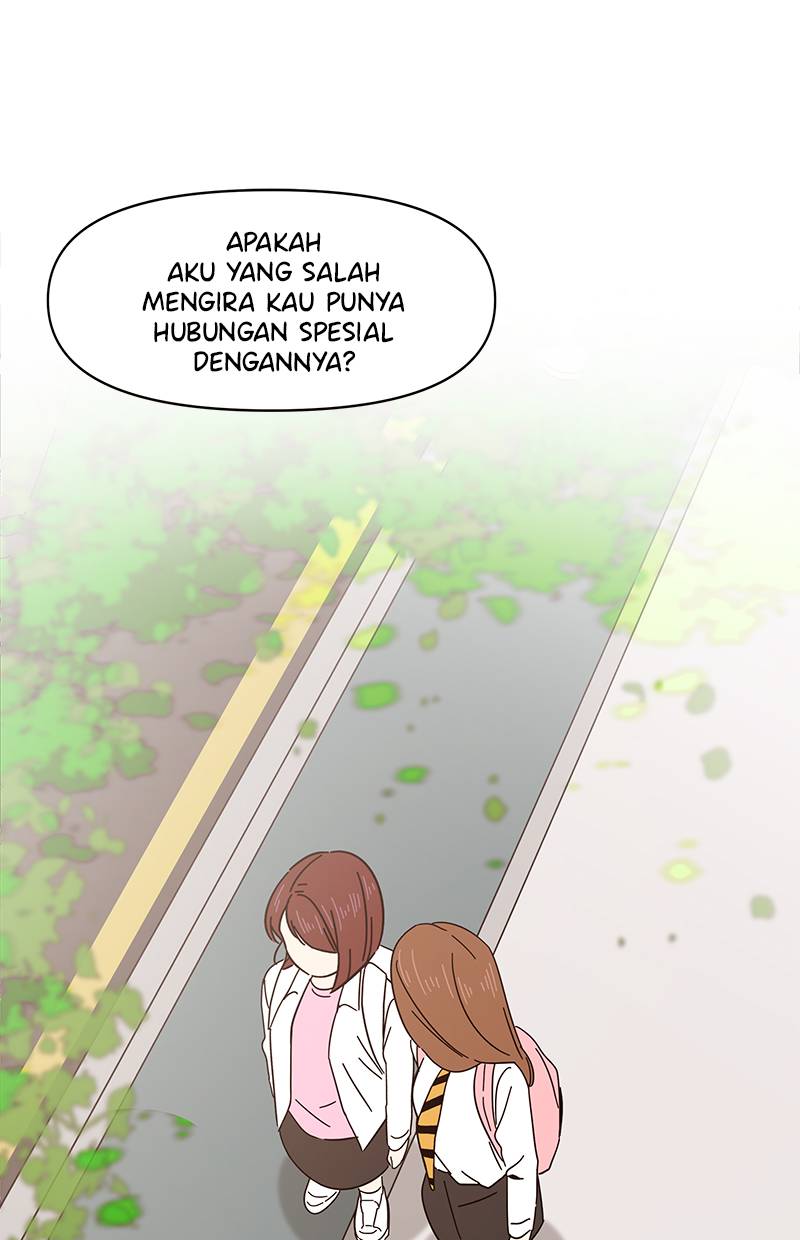 APAKAH
AKU YANG SALAH
MENGIRA KAU PUNYA
HUBUNGAN SPESIAL
DENGANNYA?